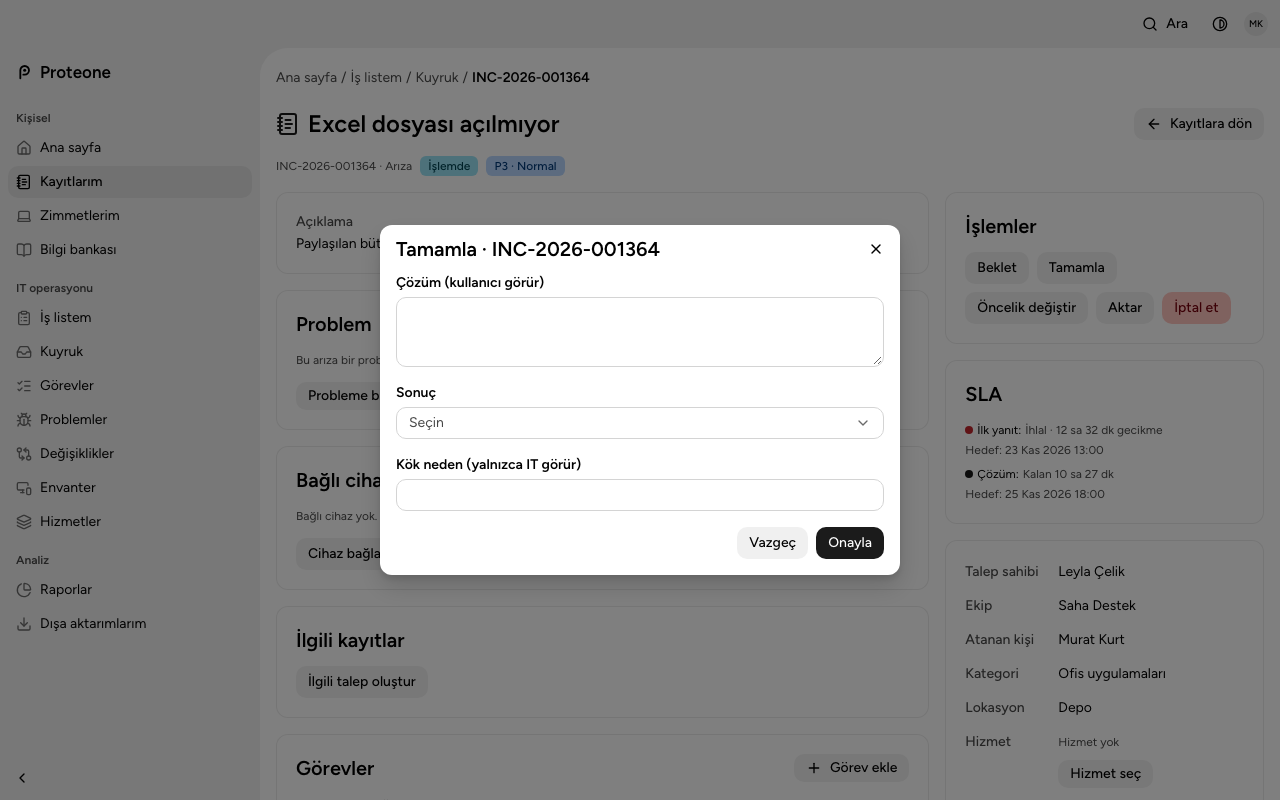 Ara
MK
Proteone
Kişisel
Ana sayfa
Kayıtlarım
Zimmetlerim
Bilgi bankası
IT operasyonu
İş listem
Kuyruk
Görevler
Problemler
Değişiklikler
Envanter
Hizmetler
Analiz
Raporlar
Dışa aktarımlarım
Ana sayfa / İş listem / Kuyruk / INC-2026-001364
Excel dosyası açılmıyor
Kayıtlara dön
INC-2026-001364 · Arıza İşlemde P3 · Normal
Açıklama
Paylaşılan
Problem
Bu arıza bir
Bağlı
Bağlı cihaz yok.
Cihaz
İlgili kayıtlar
İlgili talep oluştur
Görevler
Görev ekle
Tamamla · INC-2026-001364
Çözüm (kullanıcı görür)
Sonuç
Seçin
Kök neden (yalnızca IT görür)
Vazgeç Onayla
İşlemler
Beklet Tamamla
Öncelik değiştir Aktar İptal et
SLA
İlk yanıt: İhlal · 12 sa 32 dk gecikme
Hedef: 23 Kas 2026 13:00
Çözüm: Kalan 10 sa 27 dk
Hedef: 25 Kas 2026 18:00
Talep sahibi Leyla Çelik
Ekip Saha Destek
Atanan kişi Murat Kurt
Kategori Ofis uygulamaları
Lokasyon Depo
Hizmet Hizmet yok
Hizmet seç